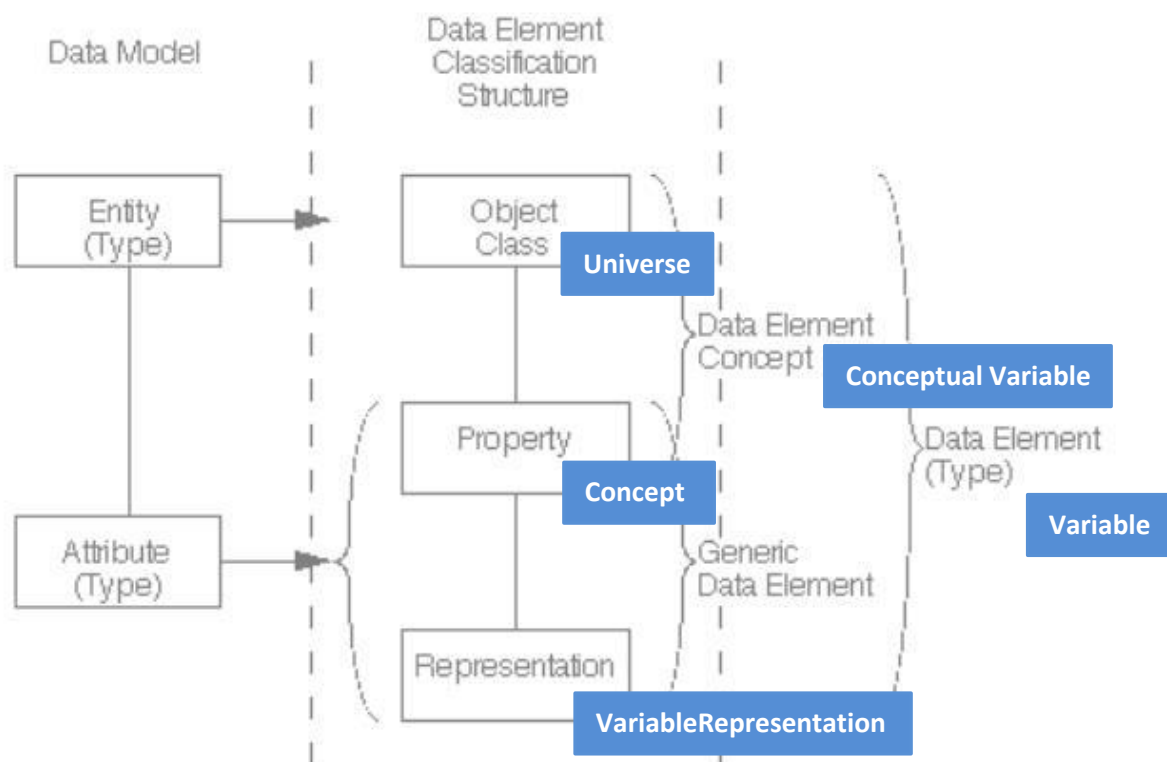 Data Model
Data Element
Classification
Structure
Entity
(Type)
Object
Class
Universe
Data Element
Concept
Conceptual Variable
Property
Concept
Data Element
(Type)
Variable
Attribute
(Type)
Generic
Data Element
Representation
VariableRepresentation